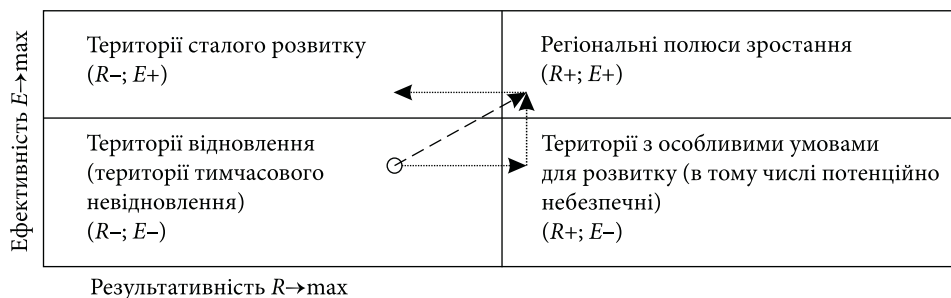 Ефективність E→max
Території сталого розвитку
(R–; E+)
Регіональні полюси зростання
(R+; E+)
Території відновлення
(території тимчасового
невідновлення)
(R–; E–)
Території з особливими умовами
для розвитку (в тому числі потенційно
небезпечні)
(R+; E–)
Результативність R→max